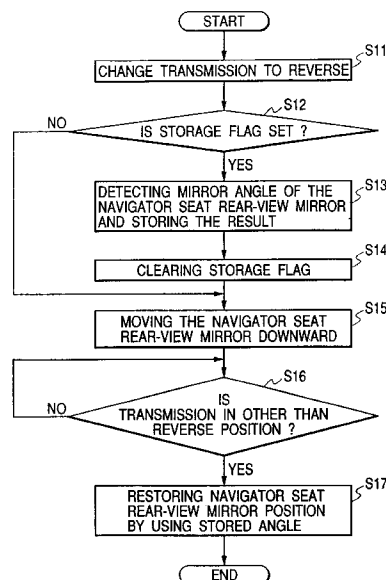 START
S11
CHANGE TRANSMISSION TO REVERSE
S12
NO
IS STORAGE FLAG SET ?
YES
S13
DETECTING MIRROR ANGLE OF THE
NAVIGATOR SEAT REAR-VIEW MIRROR
AND STORING THE RESULT
S14
CLEARING STORAGE FLAG
S15
MOVING THE NAVIGATOR SEAT
REAR-VIEW MIRROR DOWNWARD
S16
IS
NO
TRANSMISSION IN OTHER THAN
REVERSE POSITION ?
YES
S17
RESTORING NAVIGATOR SEAT
REAR-VIEW MIRROR POSITION
BY USING STORED ANGLE
END